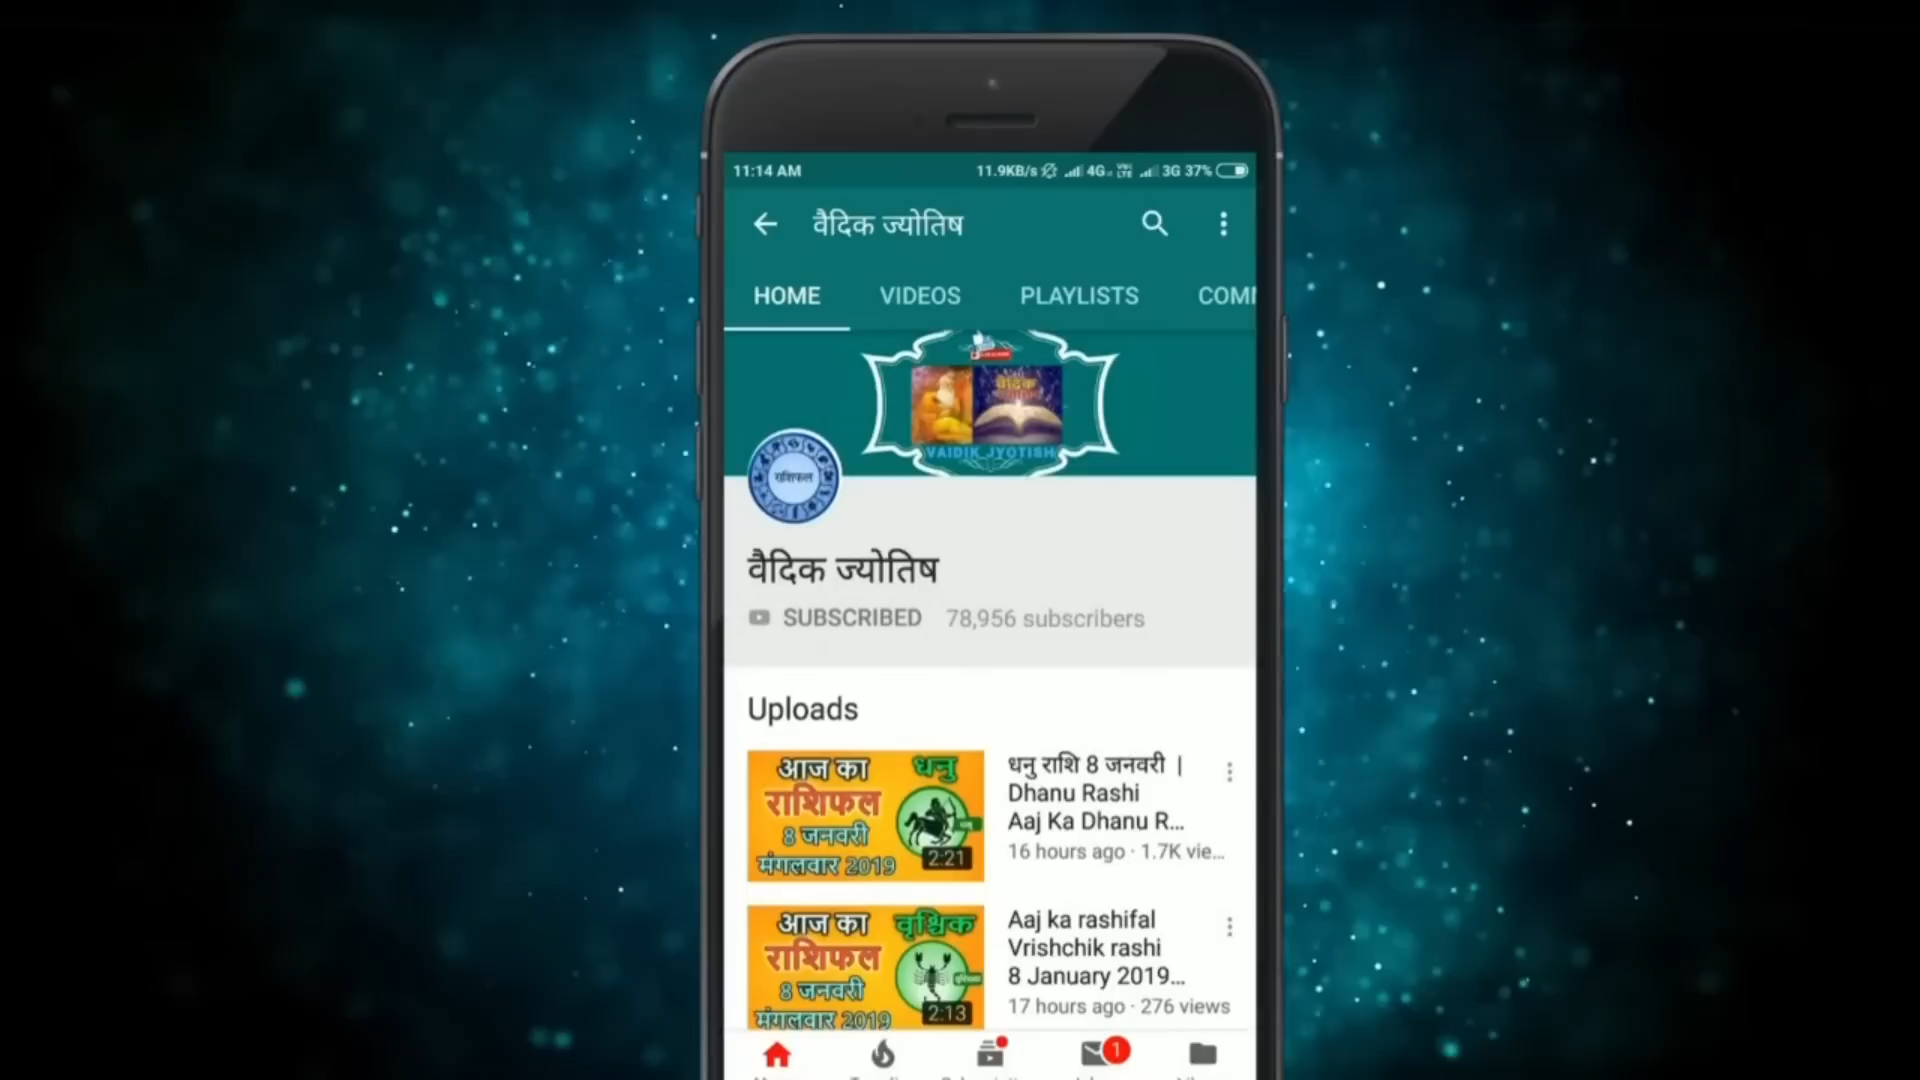 11:14 AM 11.9KB/s 4G VoLTE 3G 37%
वैदिक ज्योतिष
HOME VIDEOS PLAYLISTS COM
वैदिक
VAIDIK JYOTISH
राशिफल
वैदिक ज्योतिष
SUBSCRIBED 78,956 subscribers
Uploads
आज का धनु
राशिफल
8 जनवरी
मंगलवार 2019
2:21
धनु राशि 8 जनवरी |
Dhanu Rashi
Aaj Ka Dhanu R...
16 hours ago · 1.7K vie...
आज का वृश्चिक
राशिफल
8 जनवरी
मंगलवार 2019
2:13
Aaj ka rashifal
Vrishchik rashi
8 January 2019...
17 hours ago · 276 views
1